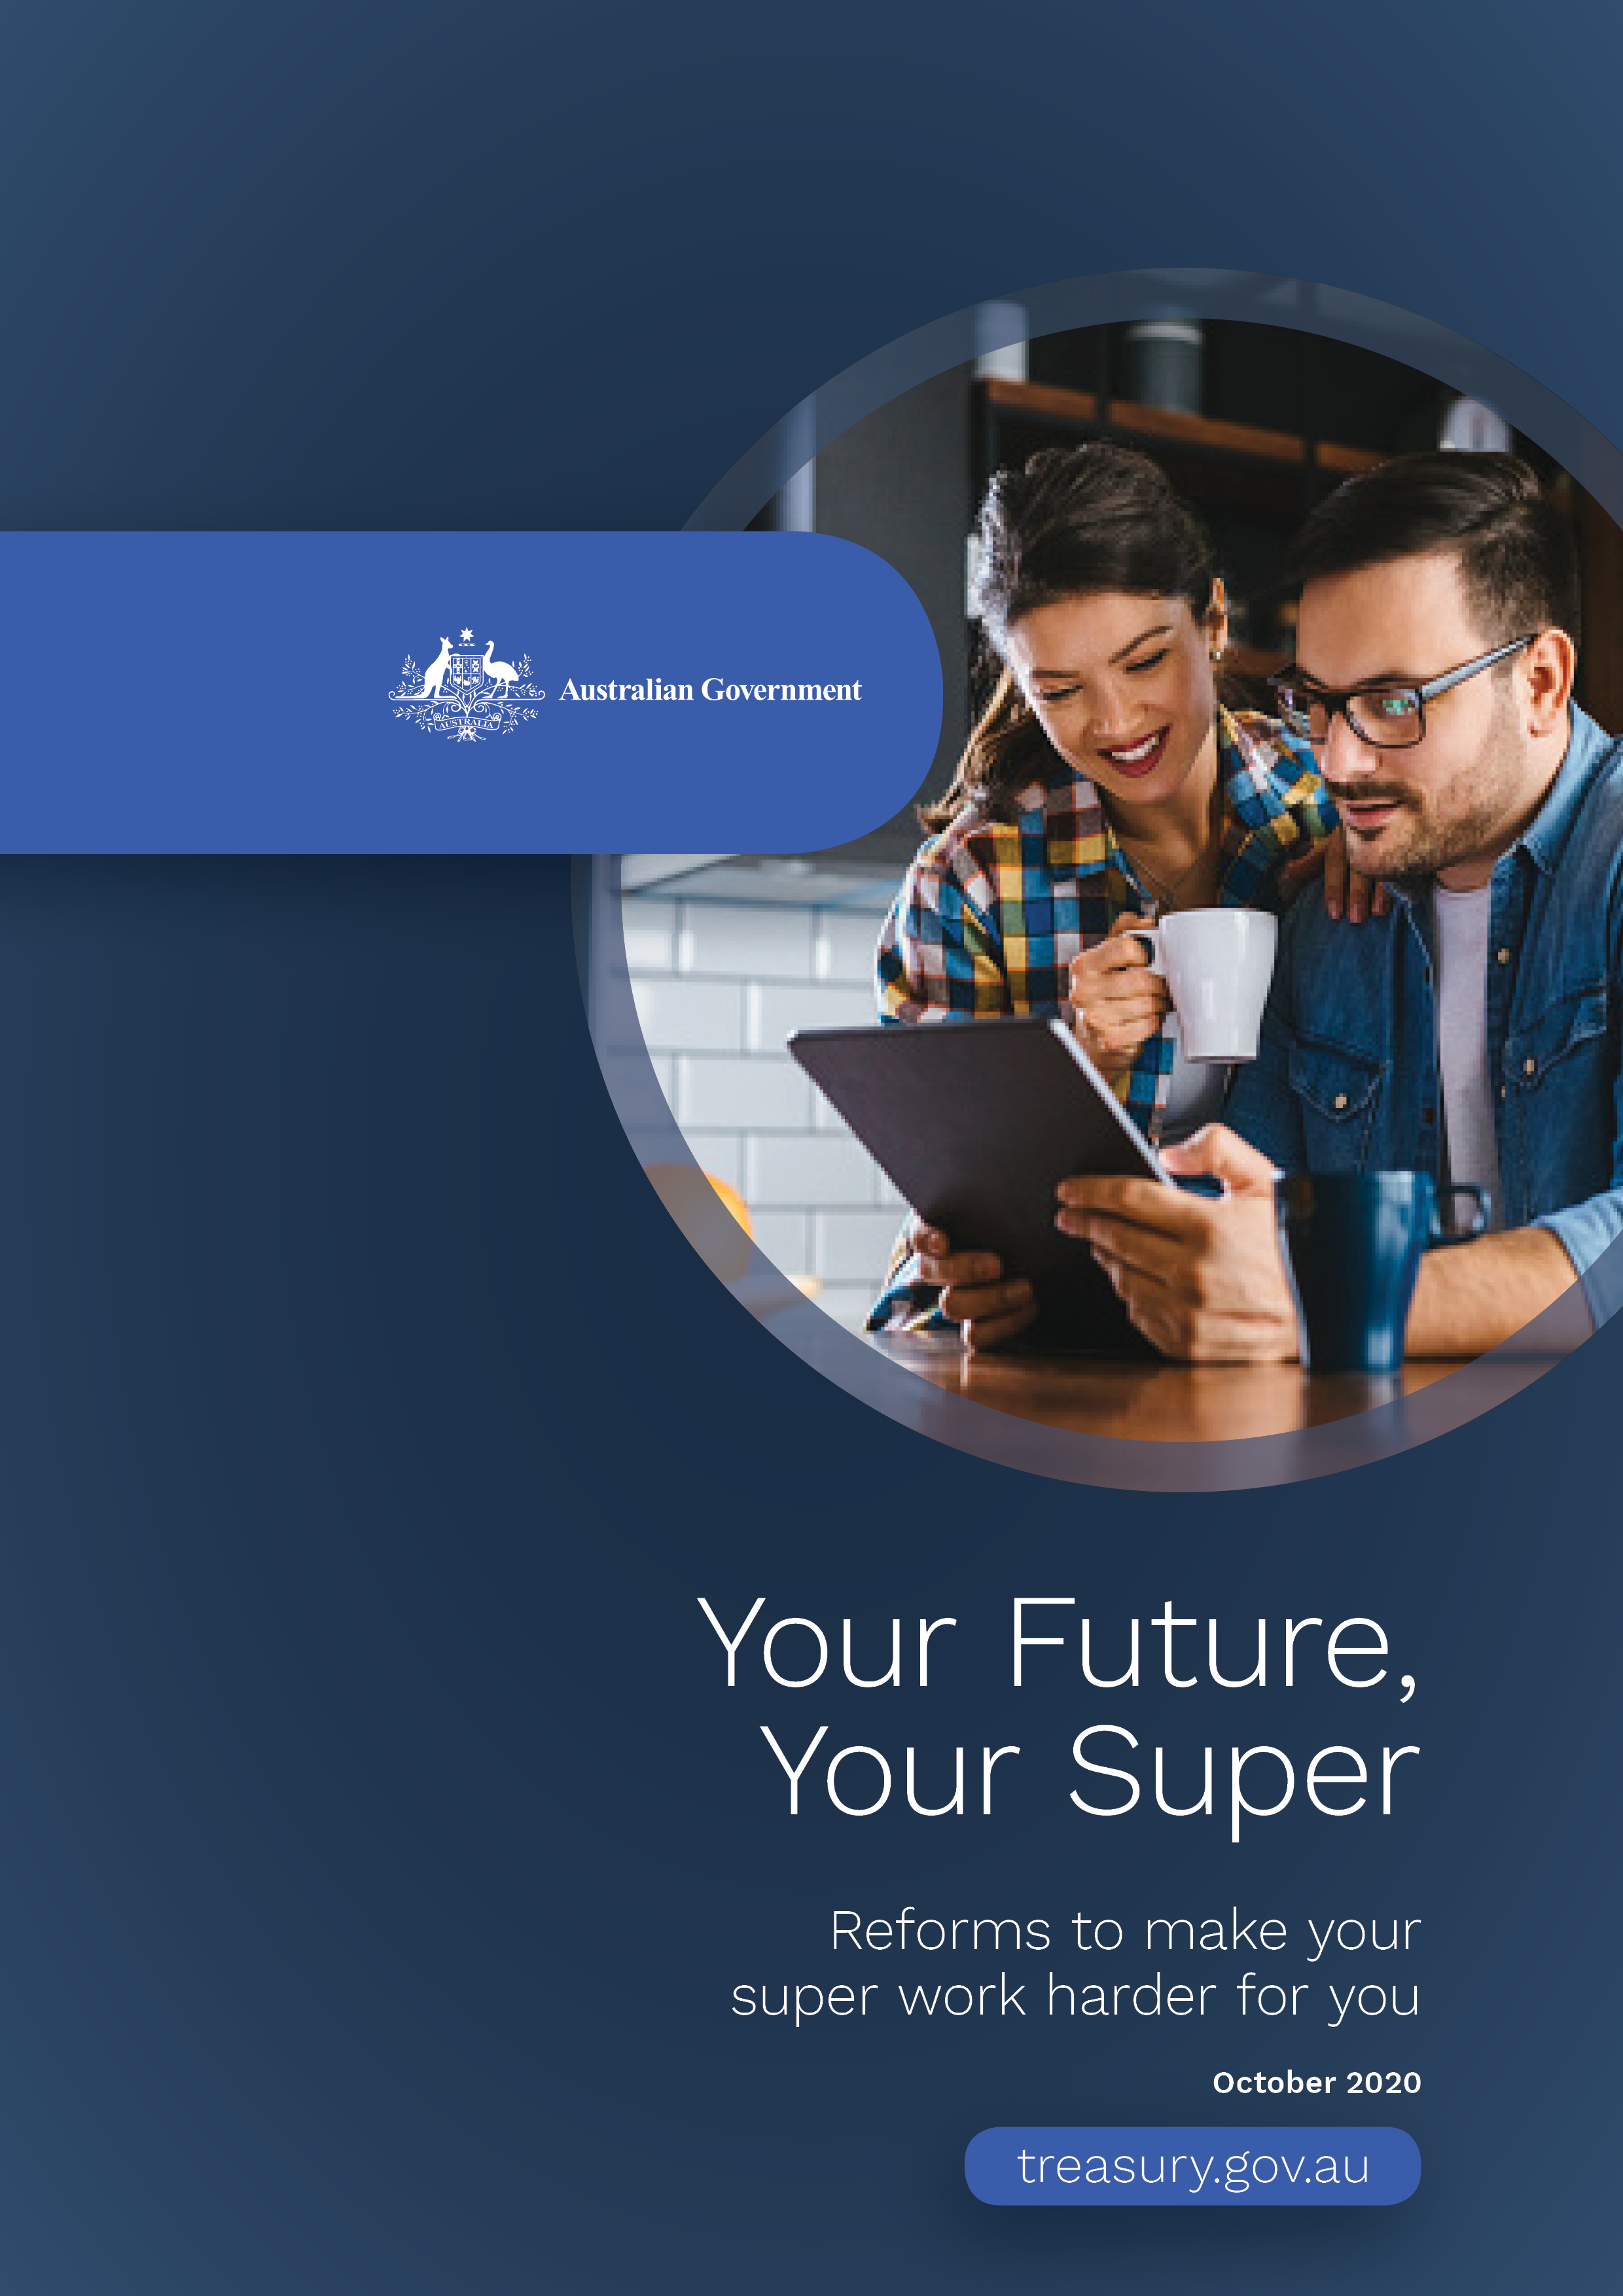 AUSTRALIA
Australian Government
Your Future,
Your Super
Reforms to make your
super work harder for you
October 2020
treasury.gov.au